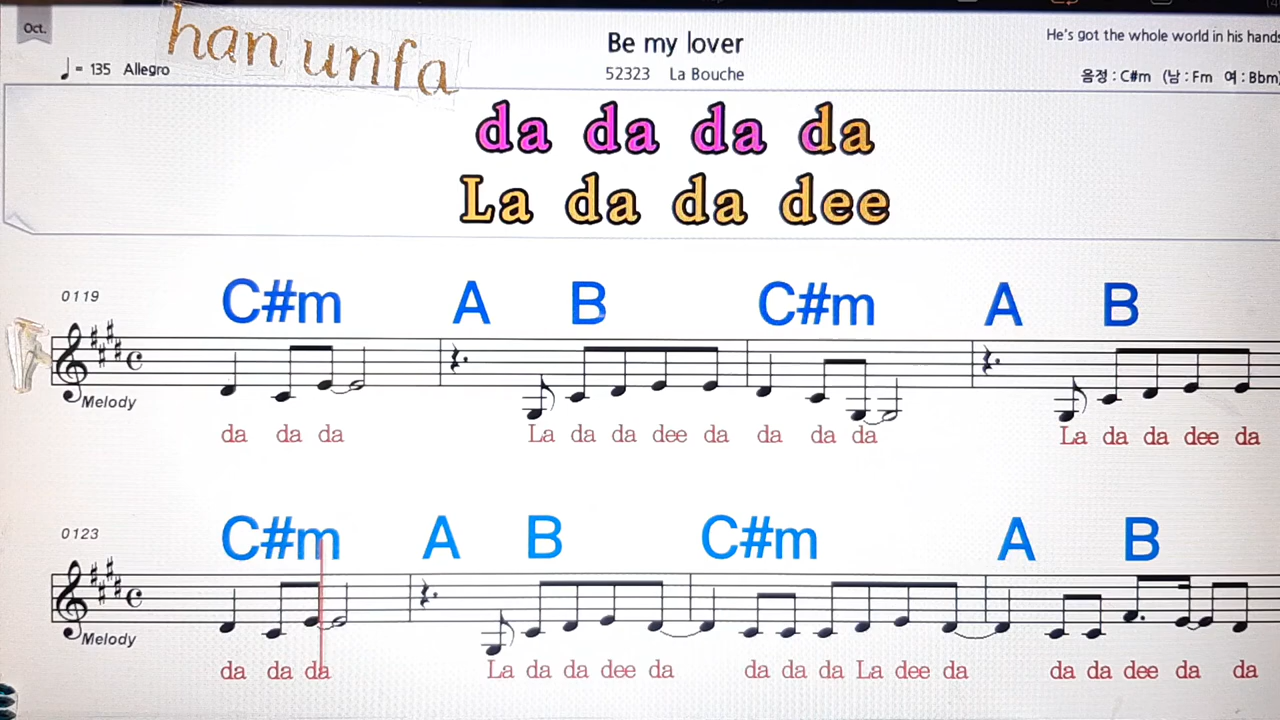 Oct.
han unfa
Be my lover
He's got the whole world in his hands
♩= 135 Allegro
52323 La Bouche
음정 : C#m (남 : Fm 여 : Bbm)
da da da da
La da da dee
0119
C#m A B C#m A B
Melody
da da da La da da dee da da da da La da da dee da
0123
C#m A B C#m A B
Melody
da da da La da da dee da da da da La dee da da da dee da da